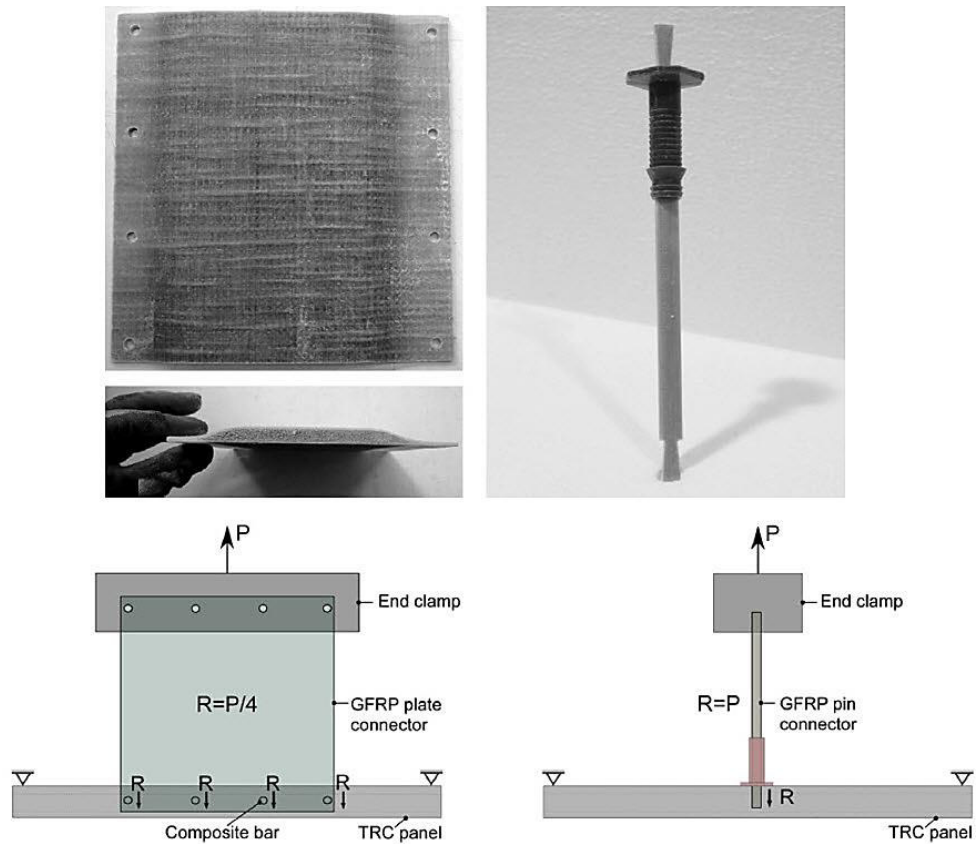 P
End clamp
R=P/4
GFRP plate
connector
R R R R
Composite bar
TRC panel
P
End clamp
R=P
GFRP pin
connector
R
TRC panel